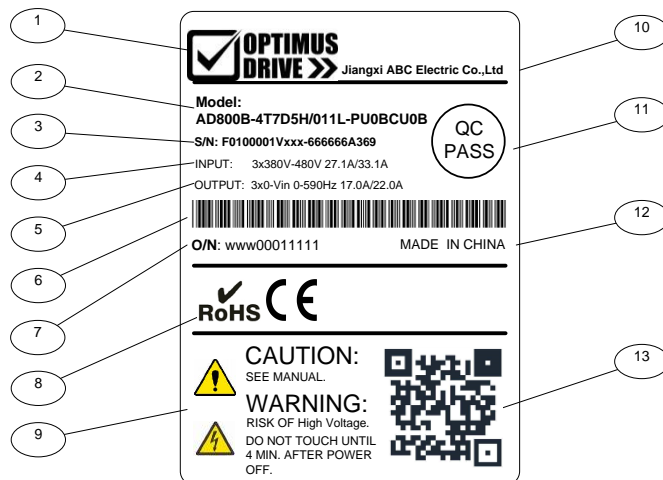 1
OPTIMUS
DRIVE
Jiangxi ABC Electric Co.,Ltd
10
2
Model:
AD800B-4T7D5H/011L-PU0BCU0B
11
QC
PASS
3
S/N: F0100001Vxxx-666666A369
4
INPUT: 3x380V-480V 27.1A/33.1A
5
OUTPUT: 3x0-Vin 0-590Hz 17.0A/22.0A
6
12
7
O/N: www00011111 MADE IN CHINA
8
RoHS CE
9
CAUTION:
SEE MANUAL.
WARNING:
RISK OF High Voltage.
DO NOT TOUCH UNTIL
4 MIN. AFTER POWER
OFF.
13